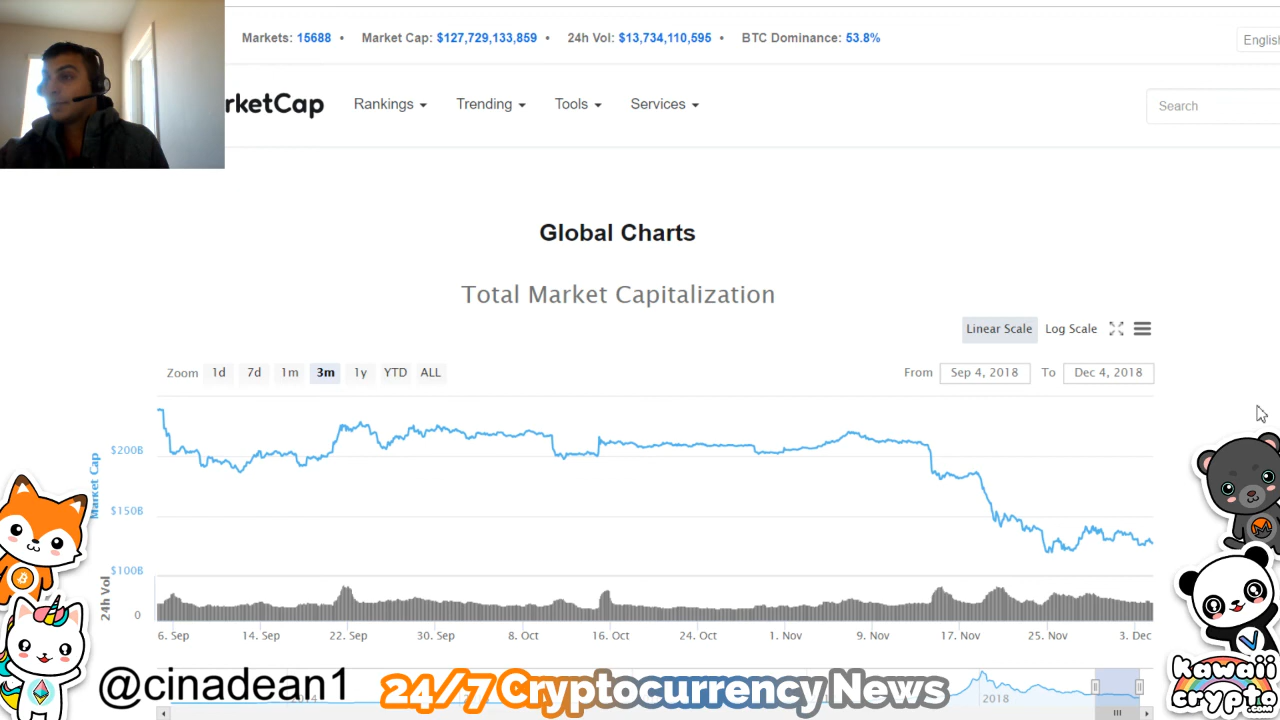 Markets: 15688 • Market Cap: $127,729,133,859 • 24h Vol: $13,734,110,595 • BTC Dominance: 53.8%
English
rketCap Rankings Trending Tools Services Search
Global Charts
Total Market Capitalization
Linear Scale Log Scale
Zoom 1d 7d 1m 3m 1y YTD ALL From Sep 4, 2018 To Dec 4, 2018
Market Cap
$200B
$150B
$100B
24h Vol
0
6. Sep 14. Sep 22. Sep 30. Sep 8. Oct 16. Oct 24. Oct 1. Nov 9. Nov 17. Nov 25. Nov 3. Dec
2018
@cinadean1
24/7 Cryptocurrency News
kawaii
crypto
.com